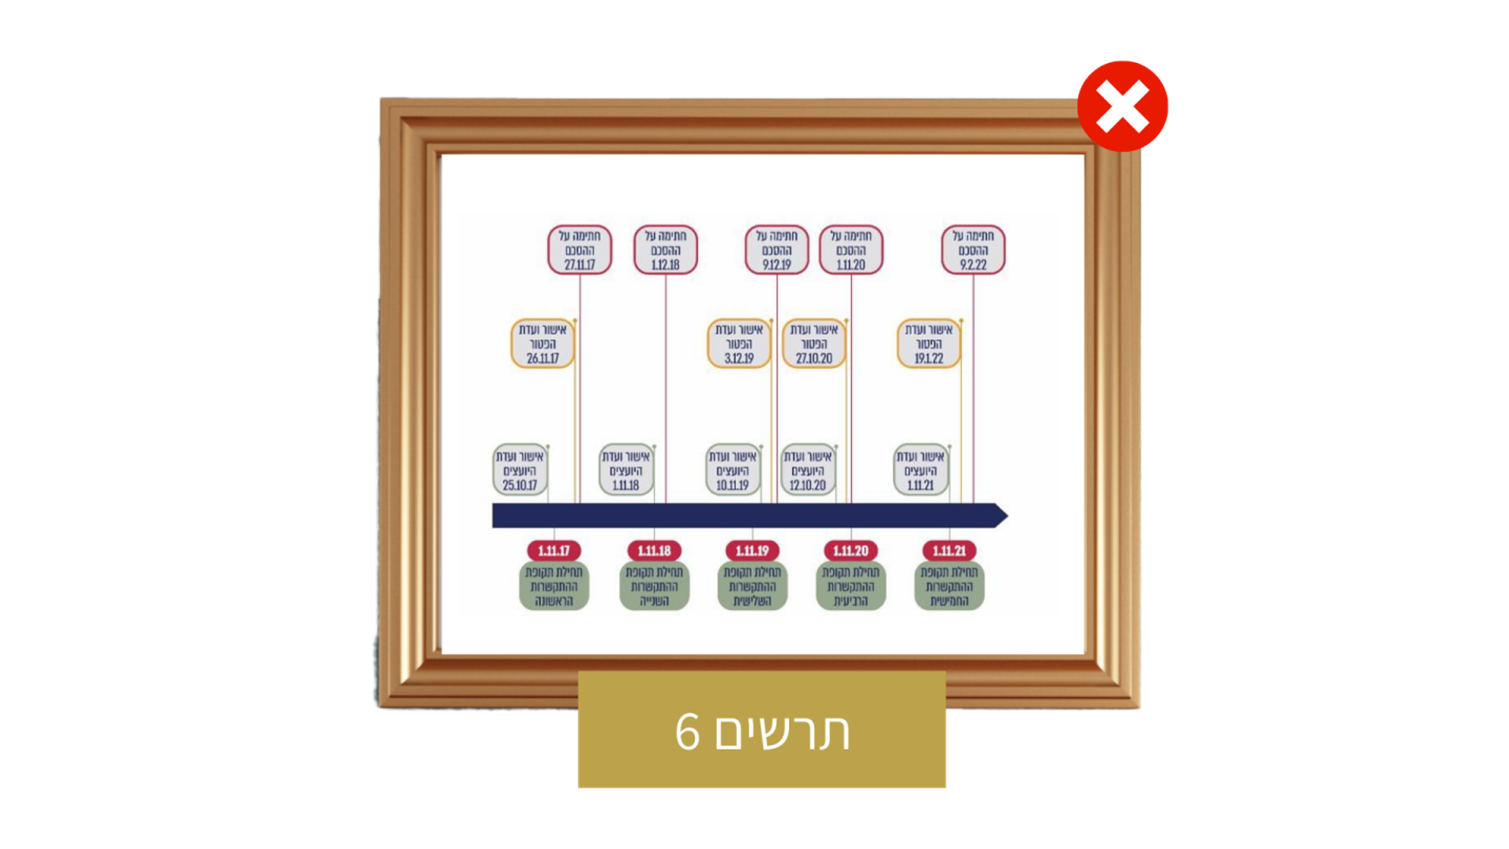 חתימה על
ההסכם
27.11.17
חתימה על
ההסכם
1.12.18
חתימה על
ההסכם
9.12.19
חתימה על
ההסכם
1.11.20
חתימה על
ההסכם
9.2.22
אישור ועדת
הפטור
26.11.17
אישור ועדת
הפטור
3.12.19
אישור ועדת
הפטור
27.10.20
אישור ועדת
הפטור
19.1.22
אישור ועדת
היועצים
25.10.17
אישור ועדת
היועצים
1.11.18
אישור ועדת
היועצים
10.11.19
אישור ועדת
היועצים
12.10.20
אישור ועדת
היועצים
1.11.21
1.11.17
תחילת תקופת
ההתקשרות
הראשונה
1.11.18
תחילת תקופת
ההתקשרות
השנייה
1.11.19
תחילת תקופת
ההתקשרות
השלישית
1.11.20
תחילת תקופת
ההתקשרות
הרביעית
1.11.21
תחילת תקופת
ההתקשרות
החמישית
תרשים 6